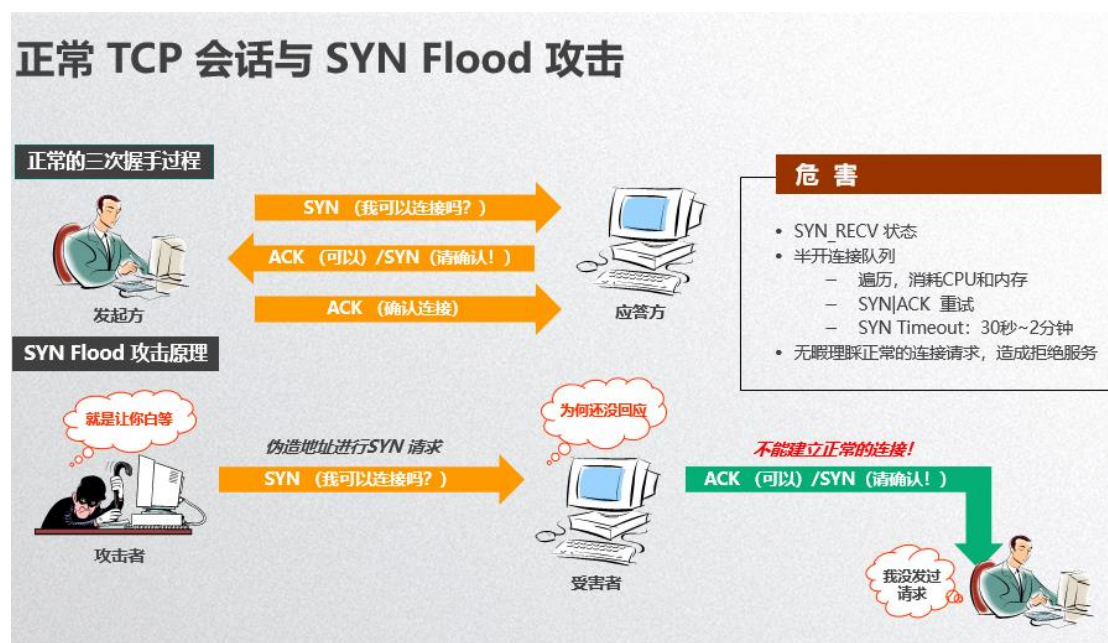 正常 TCP 会话与 SYN Flood 攻击
正常的三次握手过程
SYN （我可以连接吗？）
ACK （可以）/SYN（请确认！）
ACK （确认连接)
发起方
应答方
危 害
• SYN_RECV 状态
• 半开连接队列
– 遍历，消耗CPU和内存
– SYN|ACK 重试
– SYN Timeout：30秒~2分钟
• 无暇理睬正常的连接请求，造成拒绝服务
SYN Flood 攻击原理
就是让你白等
伪造地址进行SYN 请求
SYN （我可以连接吗？）
攻击者
为何还没回应
受害者
不能建立正常的连接！
ACK （可以）/SYN（请确认！）
我没发过
请求